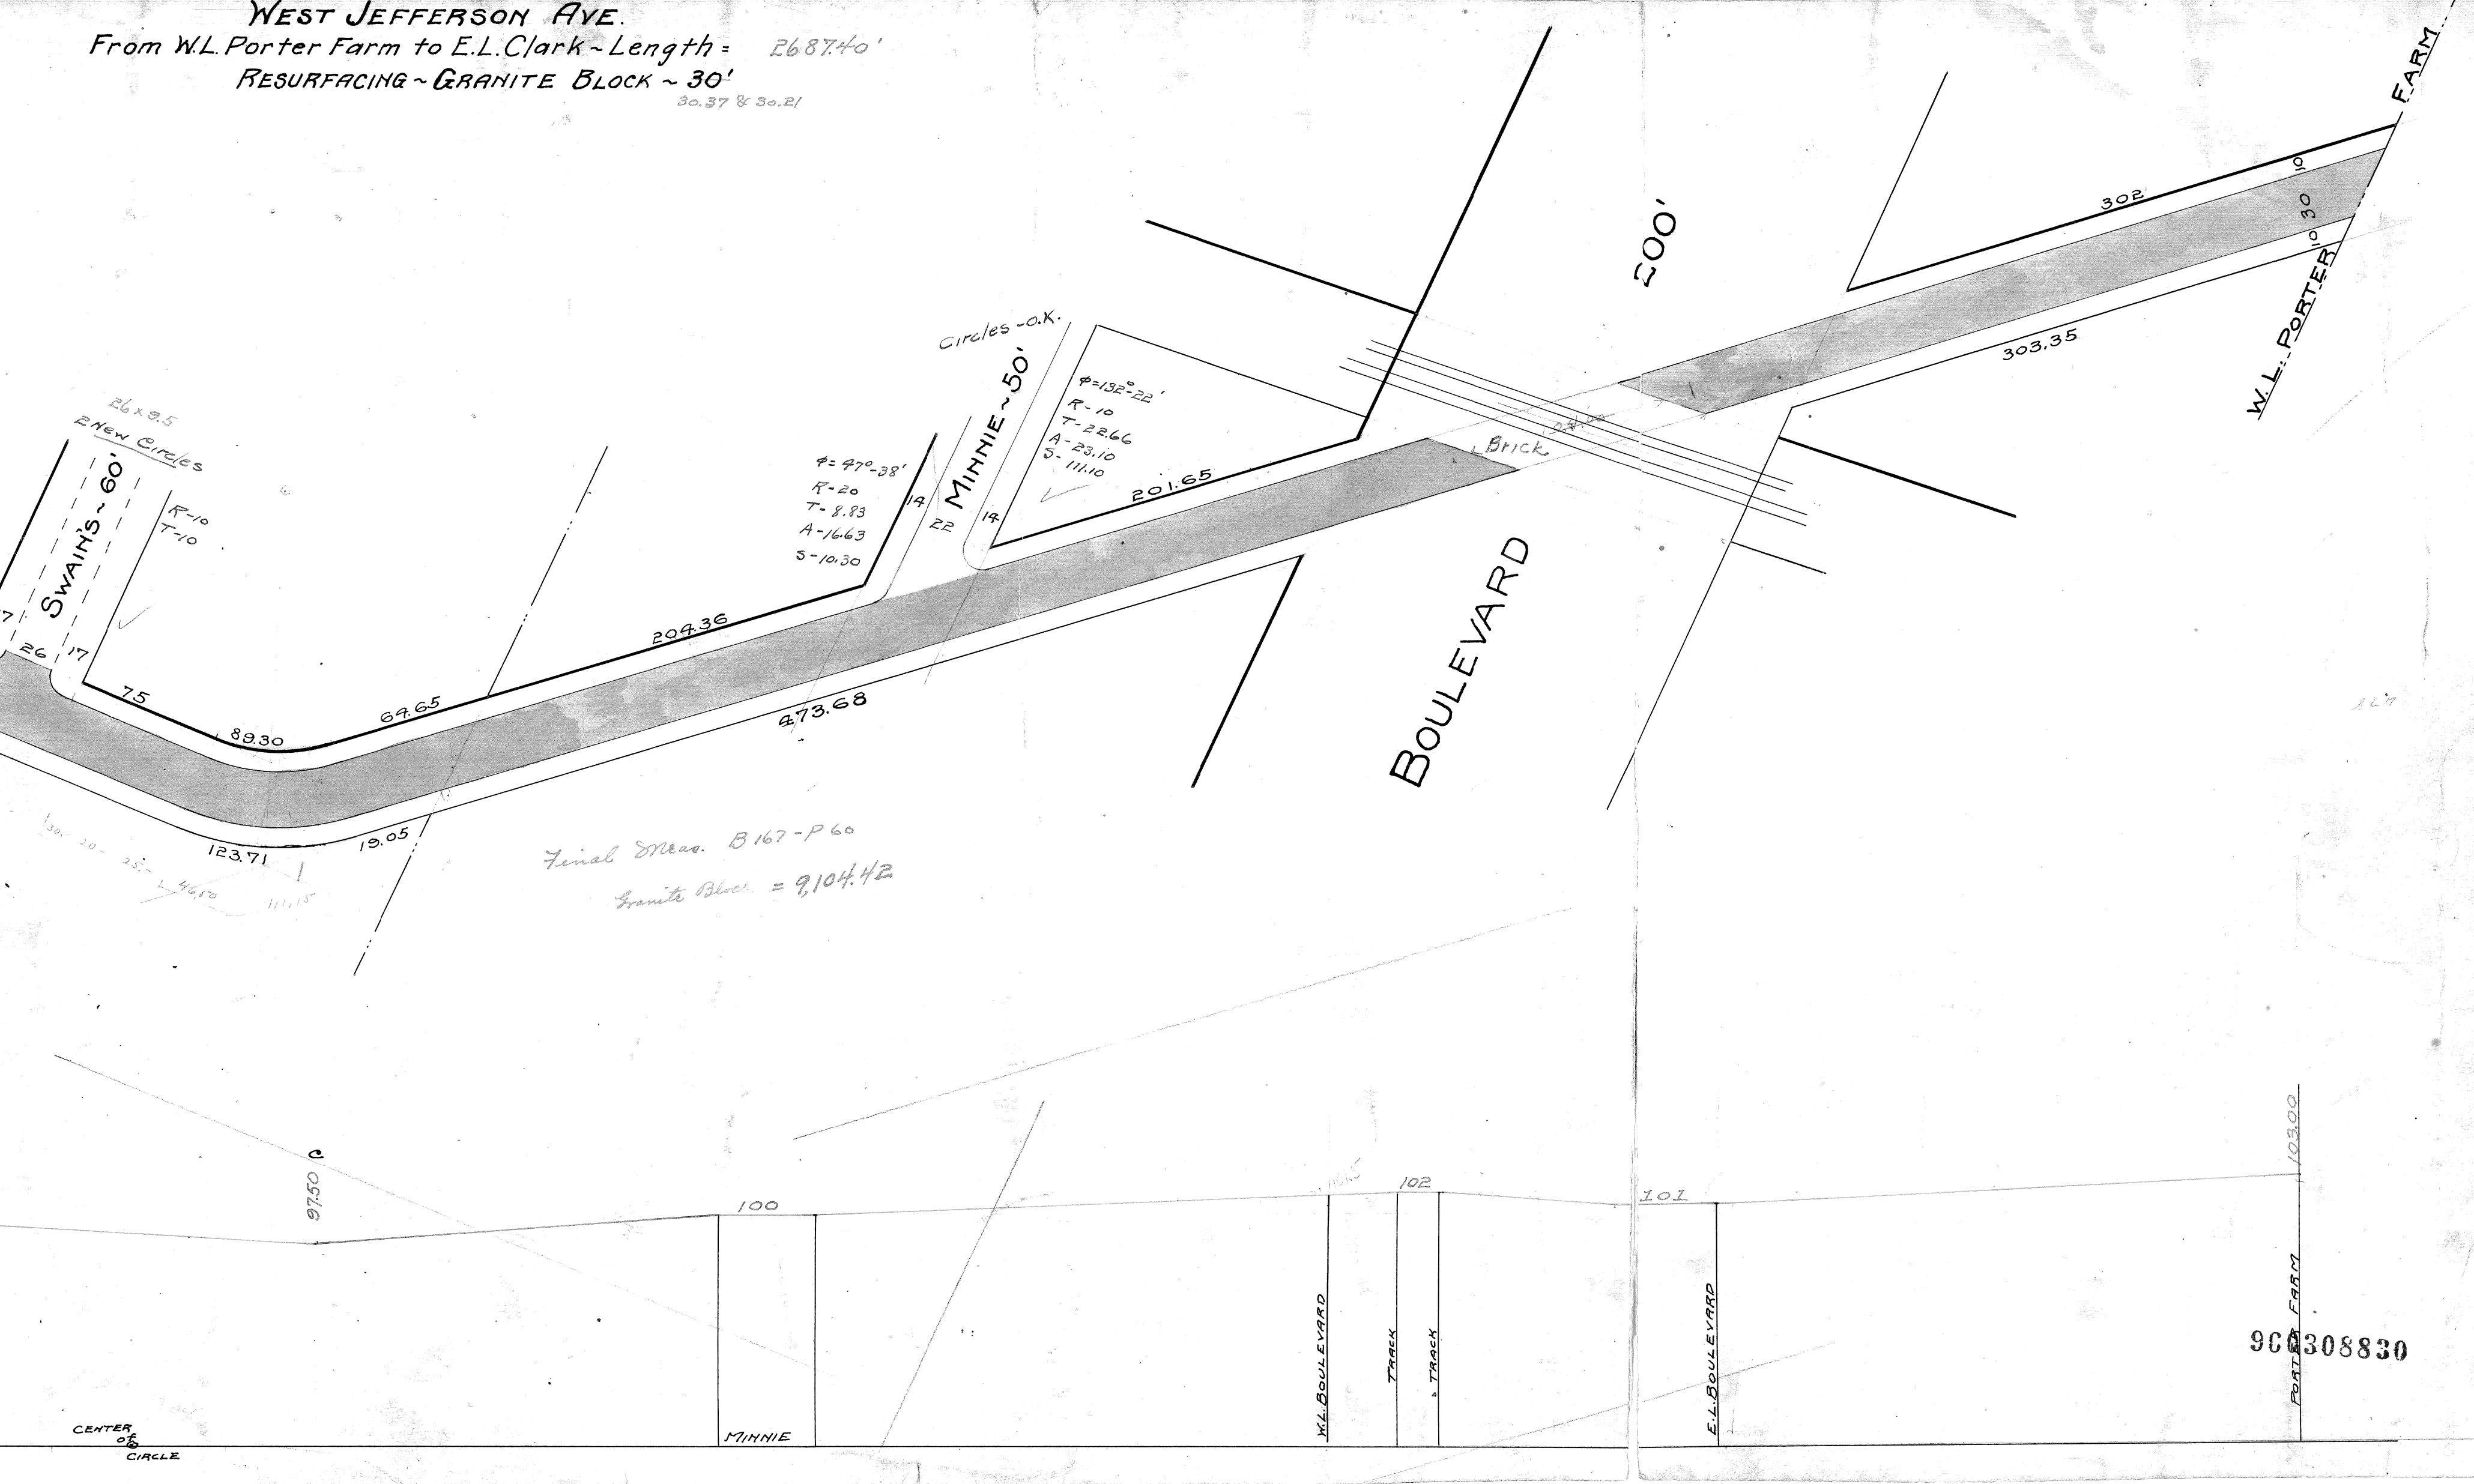 WEST JEFFERSON AVE.
From W.L. Porter Farm to E.L. Clark ~ Length = 2687.40'
RESURFACING ~ GRANITE BLOCK ~ 30'
30.37 & 30.21
FARM
W. L. PORTER
10
30
10
302
303.35
200'
BOULEVARD
Brick
Circles - O.K.
MINNIE ~ 50'
φ=132°-22'
R-10
T-22.66
A-23.10
S-111.10
201.65
φ=47°-38'
R-20
T-8.83
A-16.63
S-10.30
14
22
14
26 x 9.5
2 New Circles
SWAIN'S ~ 60'
R-10
T-10
7
26
17
75
89.30
64.65
204.36
473.68
123.71
19.05
46.50
111.15
Final Meas. B 167 - P 60
Granite Block = 9,104.42
97.50
C
100
102
101
103.00
W.L. BOULEVARD
TRACK
TRACK
E.L. BOULEVARD
PORTER FARM
MINNIE
CENTER
of
CIRCLE